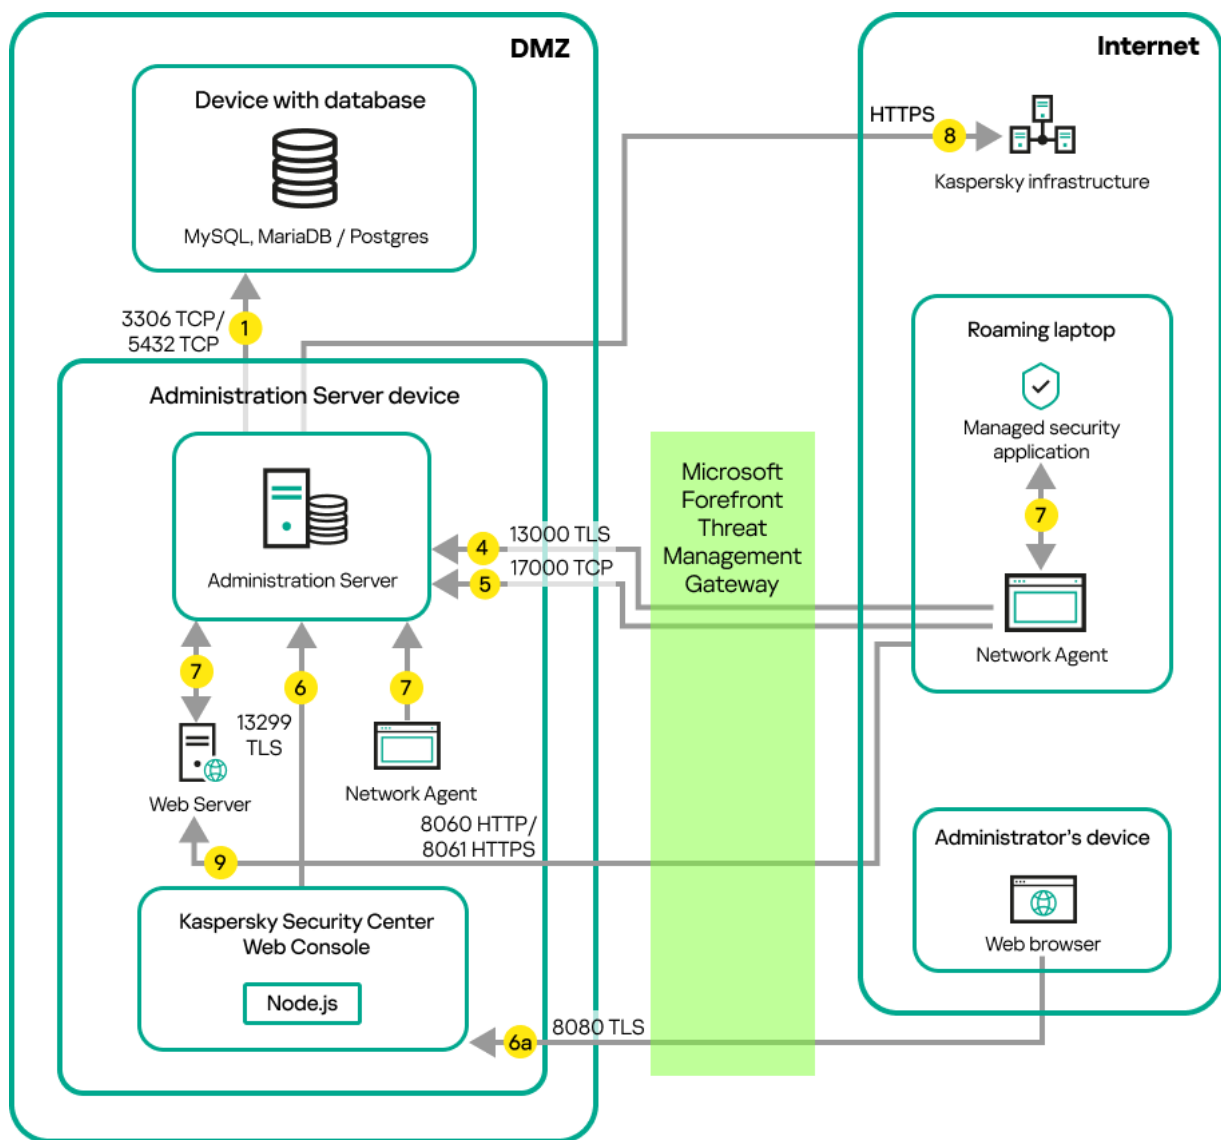 DMZ
Internet
Device with database
MySQL, MariaDB / Postgres
HTTPS
8
Kaspersky infrastructure
3306 TCP/
5432 TCP
1
Roaming laptop
Managed security
application
7
Network Agent
Administration Server device
Administration Server
Microsoft
Forefront
Threat
Management
Gateway
4
13000 TLS
5
17000 TCP
7
6
7
13299
TLS
Web Server
Network Agent
8060 HTTP/
8061 HTTPS
9
Administrator's device
Web browser
Kaspersky Security Center
Web Console
Node.js
6a
8080 TLS